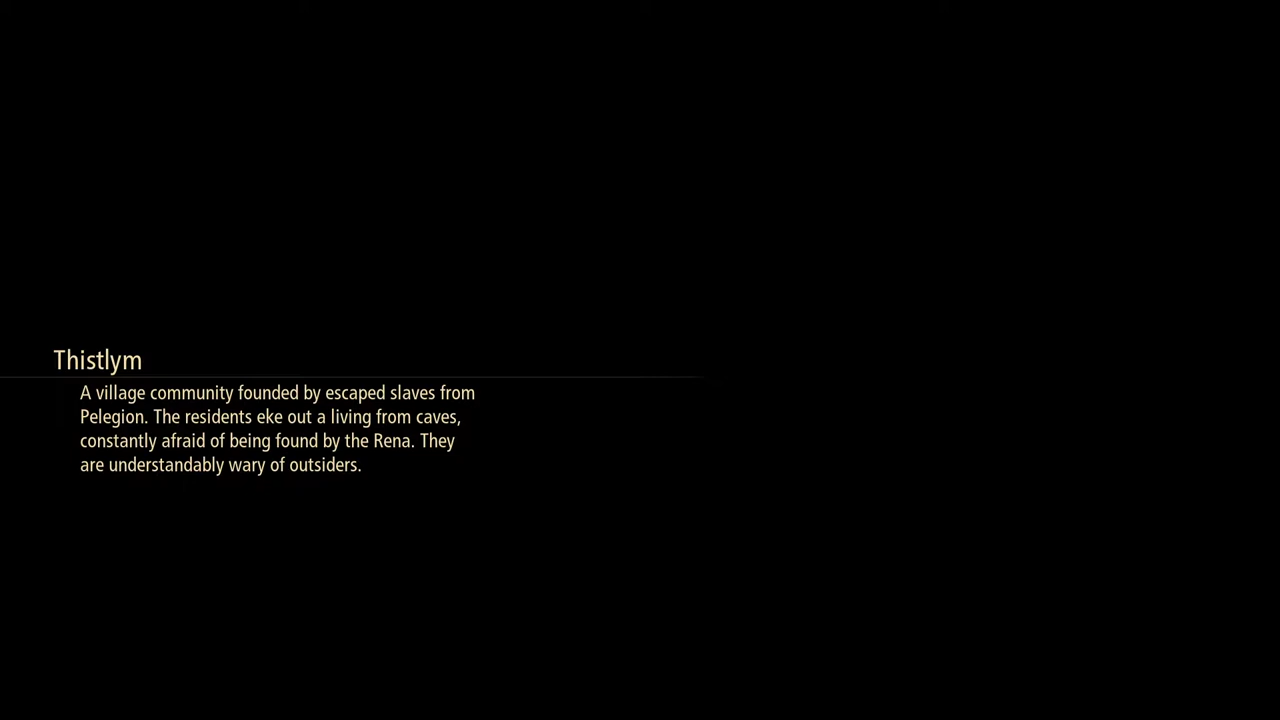 Thistlym
A village community founded by escaped slaves from
Pelegion. The residents eke out a living from caves,
constantly afraid of being found by the Rena. They
are understandably wary of outsiders.